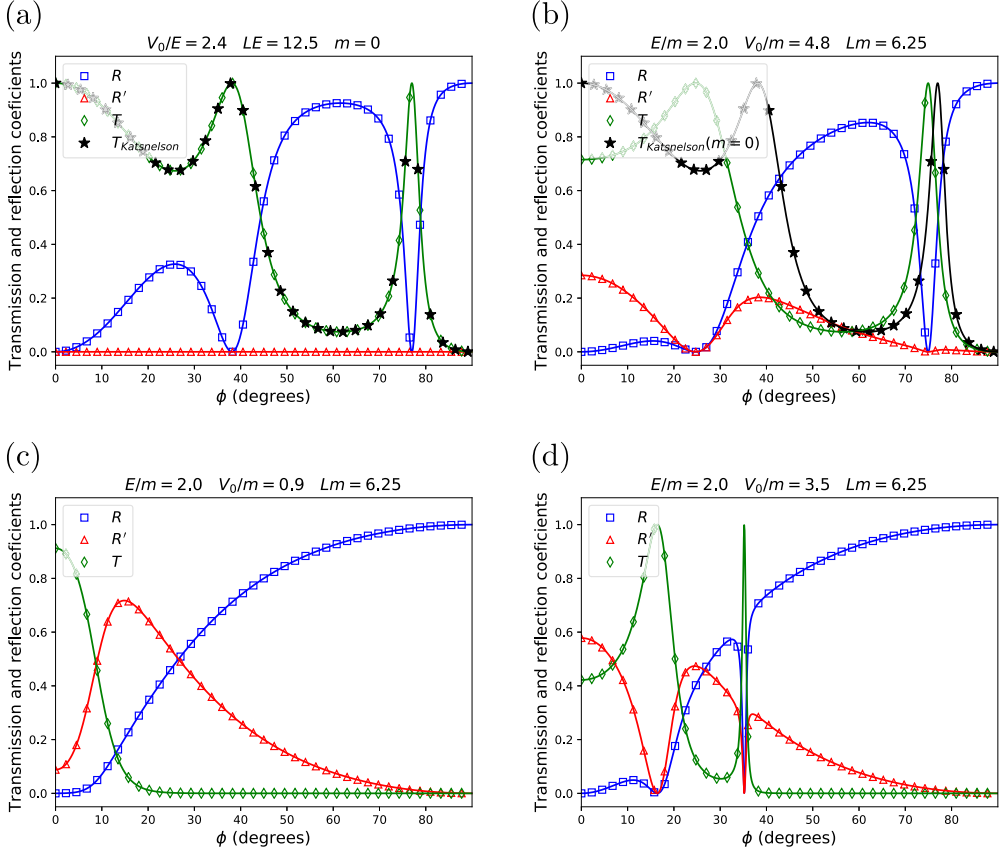 (a)
V₀/E = 2.4 LE = 12.5 m = 0
Transmission and reflection coeficients
1.0
0.8
0.6
0.4
0.2
0.0
R
R′
T
T_Katsnelson
0 10 20 30 40 50 60 70 80
ϕ (degrees)
(b)
E/m = 2.0 V₀/m = 4.8 Lm = 6.25
Transmission and reflection coeficients
1.0
0.8
0.6
0.4
0.2
0.0
R
R′
T
T_Katsnelson(m = 0)
0 10 20 30 40 50 60 70 80
ϕ (degrees)
(c)
E/m = 2.0 V₀/m = 0.9 Lm = 6.25
Transmission and reflection coeficients
1.0
0.8
0.6
0.4
0.2
0.0
R
R′
T
0 10 20 30 40 50 60 70 80
ϕ (degrees)
(d)
E/m = 2.0 V₀/m = 3.5 Lm = 6.25
Transmission and reflection coeficients
1.0
0.8
0.6
0.4
0.2
0.0
R
R′
T
0 10 20 30 40 50 60 70 80
ϕ (degrees)